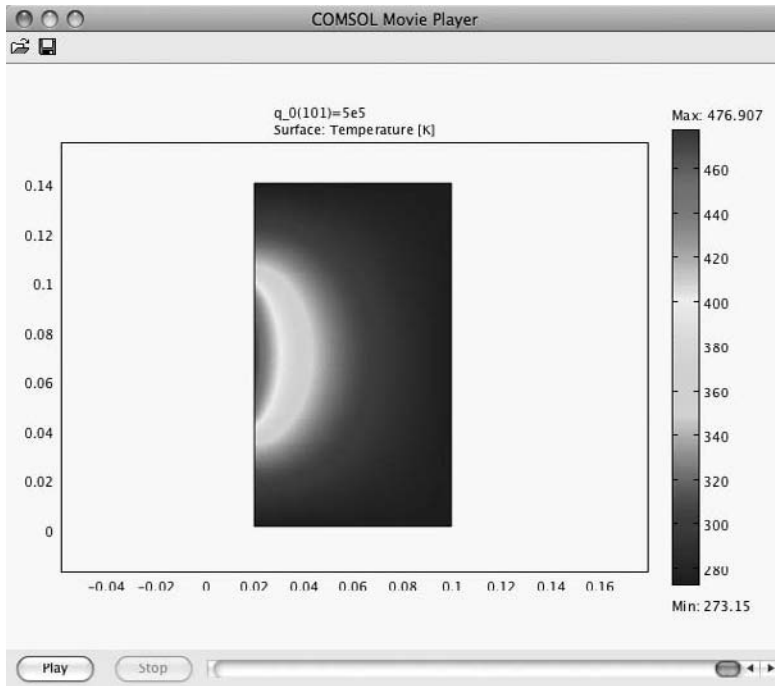 COMSOL Movie Player
q_0(101)=5e5
Surface: Temperature [K]
Max: 476.907
0.14
0.12
0.1
0.08
0.06
0.04
0.02
0
-0.04 -0.02 0 0.02 0.04 0.06 0.08 0.1 0.12 0.14 0.16
460
440
420
400
380
360
340
320
300
280
Min: 273.15
Play Stop